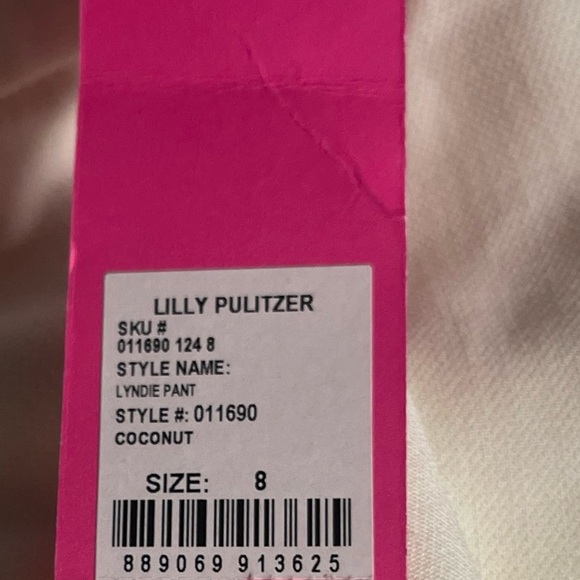 LILLY PULITZER
SKU #
011690 124 8
STYLE NAME:
LYNDIE PANT
STYLE #: 011690
COCONUT
SIZE: 8
889069 913625